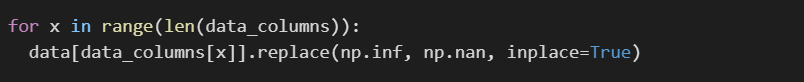 for x in range(len(data_columns)):
  data[data_columns[x]].replace(np.inf, np.nan, inplace=True)